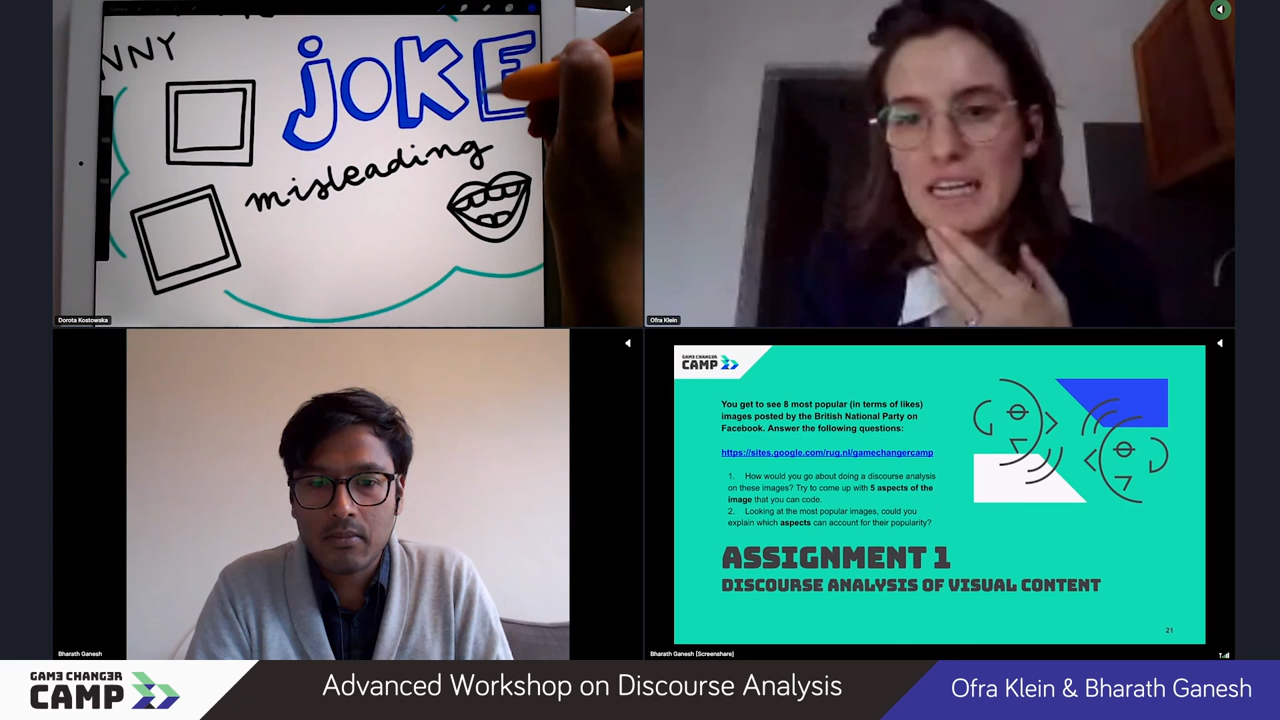 NNY
JOKE
misleading
Dorota Kostowska
Ofra Klein
Bharath Ganesh
GAME CHANGER
CAMP
You get to see 8 most popular (in terms of likes)
images posted by the British National Party on
Facebook. Answer the following questions:
https://sites.google.com/rug.nl/gamechangercamp
1. How would you go about doing a discourse analysis
on these images? Try to come up with 5 aspects of the
image that you can code.
2. Looking at the most popular images, could you
explain which aspects can account for their popularity?
ASSIGNMENT 1
DISCOURSE ANALYSIS OF VISUAL CONTENT
21
Bharath Ganesh [Screenshare]
GAME CHANGER
CAMP
Advanced Workshop on Discourse Analysis
Ofra Klein & Bharath Ganesh